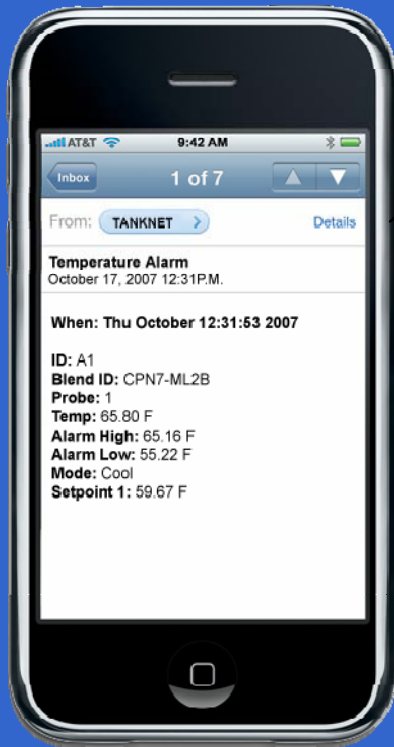 AT&T 9:42 AM
Inbox 1 of 7
From: TANKNET Details
Temperature Alarm
October 17, 2007 12:31P.M.
When: Thu October 12:31:53 2007
ID: A1
Blend ID: CPN7-ML2B
Probe: 1
Temp: 65.80 F
Alarm High: 65.16 F
Alarm Low: 55.22 F
Mode: Cool
Setpoint 1: 59.67 F